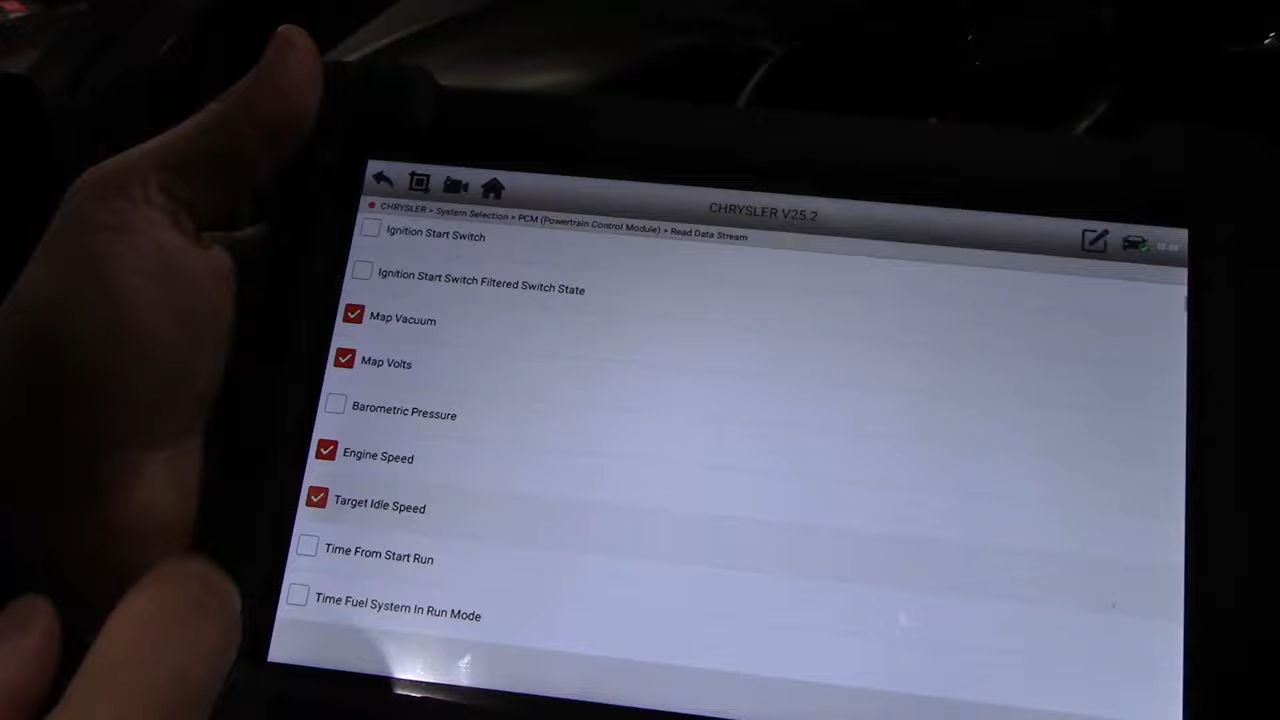 CHRYSLER V25.2
CHRYSLER > System Selection > PCM (Powertrain Control Module) > Read Data Stream
Ignition Start Switch
Ignition Start Switch Filtered Switch State
Map Vacuum
Map Volts
Barometric Pressure
Engine Speed
Target Idle Speed
Time From Start Run
Time Fuel System In Run Mode